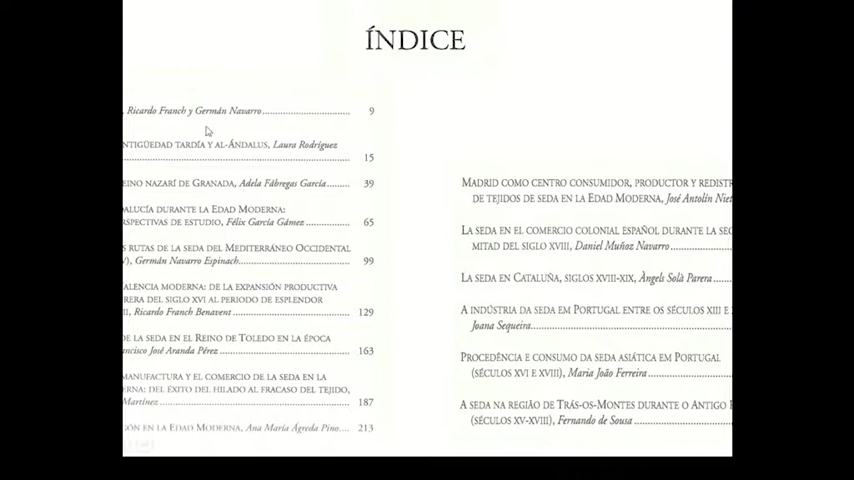 ÍNDICE
. Ricardo Franch y Germán Navarro.............................. 9
NTIGÜEDAD TARDÍA Y AL-ÁNDALUS, Laura Rodríguez
.............................. 15
EINO NAZARÍ DE GRANADA, Adela Fábregas García........ 39
DALUCÍA DURANTE LA EDAD MODERNA:
RSPECTIVAS DE ESTUDIO, Félix García Gámez............... 65
S RUTAS DE LA SEDA DEL MEDITERRÁNEO OCCIDENTAL
V), Germán Navarro Espinach.............................. 99
ALENCIA MODERNA: DE LA EXPANSIÓN PRODUCTIVA
RERA DEL SIGLO XVI AL PERIODO DE ESPLENDOR
II, Ricardo Franch Benavent.............................. 129
DE LA SEDA EN EL REINO DE TOLEDO EN LA ÉPOCA
ncisco José Aranda Pérez.............................. 163
MANUFACTURA Y EL COMERCIO DE LA SEDA EN LA
RNA: DEL ÉXITO DEL HILADO AL FRACASO DEL TEJIDO,
Martínez.............................. 187
GÓN EN LA EDAD MODERNA, Ana María Ágreda Pino.... 213
MADRID COMO CENTRO CONSUMIDOR, PRODUCTOR Y REDISTR
DE TEJIDOS DE SEDA EN LA EDAD MODERNA, José Antolín Niet
LA SEDA EN EL COMERCIO COLONIAL ESPAÑOL DURANTE LA SEG
MITAD DEL SIGLO XVIII, Daniel Muñoz Navarro...............
LA SEDA EN CATALUÑA, SIGLOS XVIII-XIX, Àngels Solà Parera.....
A INDÚSTRIA DA SEDA EM PORTUGAL ENTRE OS SÉCULOS XIII E
Joana Sequeira..............................
PROCEDÊNCIA E CONSUMO DA SEDA ASIÁTICA EM PORTUGAL
(SÉCULOS XVI E XVIII), Maria João Ferreira....................
A SEDA NA REGIÃO DE TRÁS-OS-MONTES DURANTE O ANTIGO
(SÉCULOS XV-XVIII), Fernando de Sousa.........................